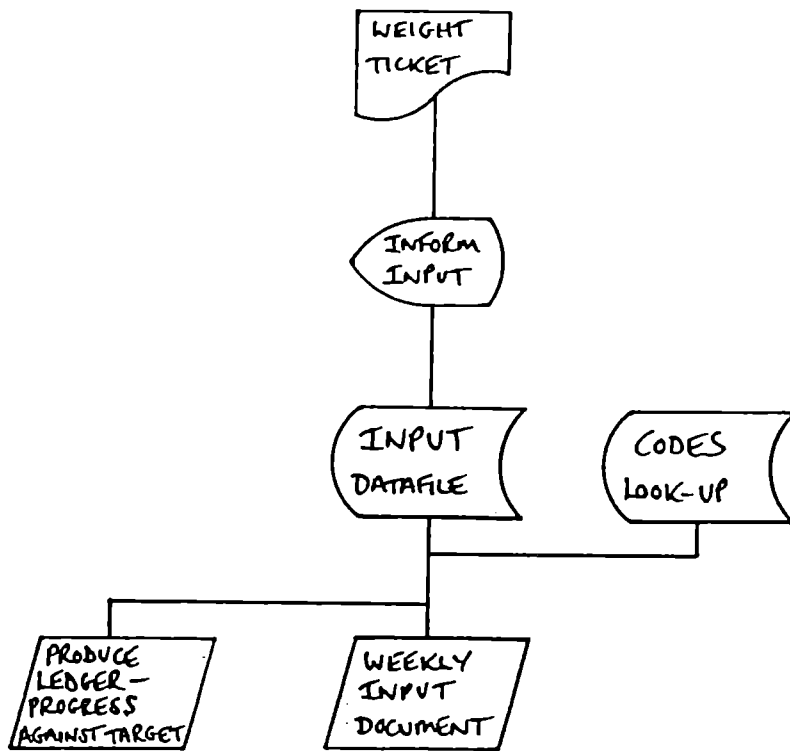 WEIGHT
TICKET
INFORM
INPUT
INPUT
DATAFILE
CODES
LOOK-UP
PRODUCE
LEDGER-
PROGRESS
AGAINST TARGET
WEEKLY
INPUT
DOCUMENT